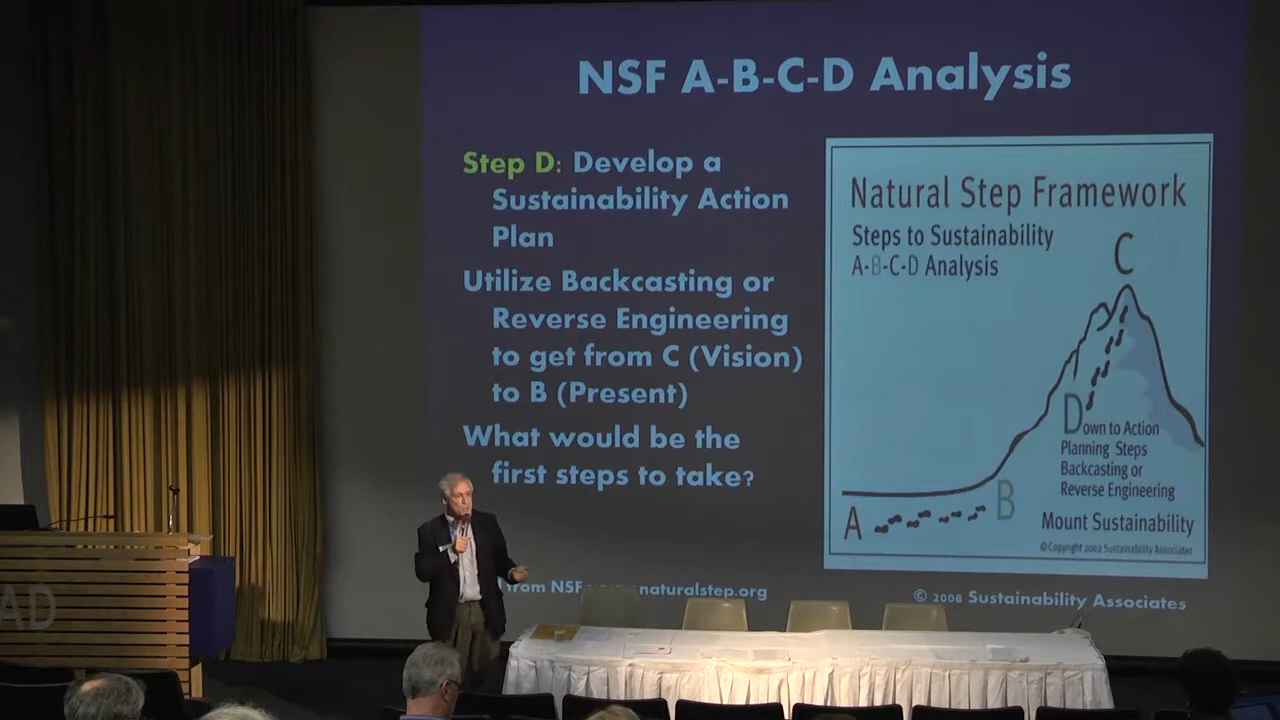 NSF A-B-C-D Analysis
Step D: Develop a
Sustainability Action
Plan
Utilize Backcasting or
Reverse Engineering
to get from C (Vision)
to B (Present)
What would be the
first steps to take?
Natural Step Framework
Steps to Sustainability
A-B-C-D Analysis
C
Down to Action
Planning Steps
Backcasting or
Reverse Engineering
A
B
Mount Sustainability
© Copyright 2002 Sustainability Associates
from NSF naturalstep.org
© 2008 Sustainability Associates
AD